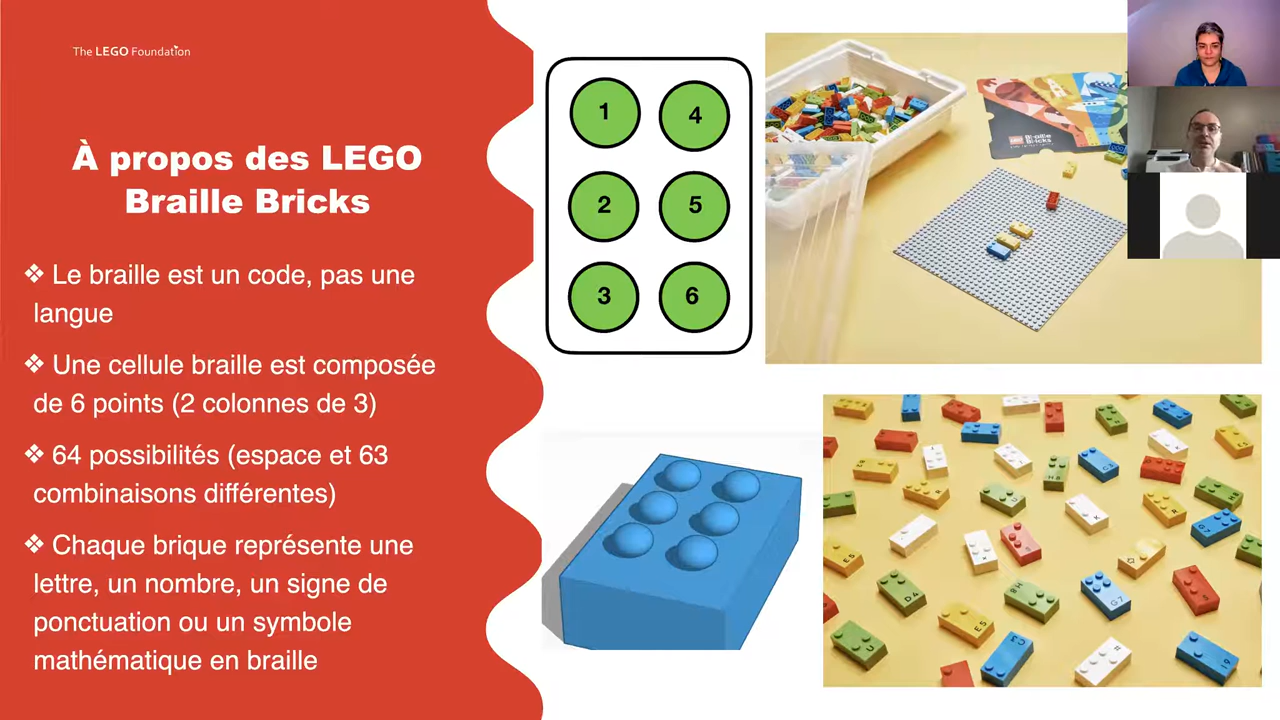 The LEGO Foundation
À propos des LEGO
Braille Bricks
❖ Le braille est un code, pas une
langue
❖ Une cellule braille est composée
de 6 points (2 colonnes de 3)
❖ 64 possibilités (espace et 63
combinaisons différentes)
❖ Chaque brique représente une
lettre, un nombre, un signe de
ponctuation ou un symbole
mathématique en braille
1 4
2 5
3 6
Braille
Bricks